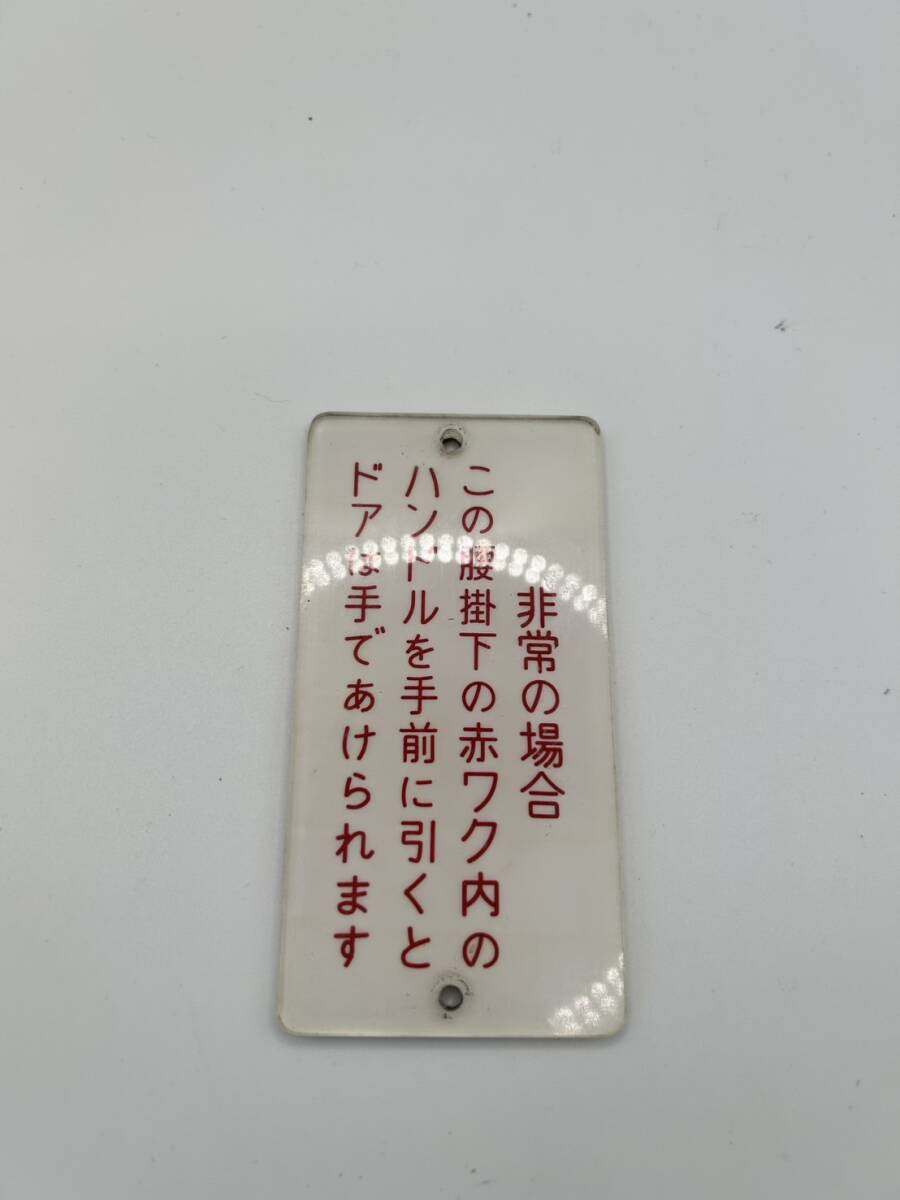 非常の場合
この腰掛下の赤ワク内の
ハンドルを手前に引くと
ドアは手であけられます